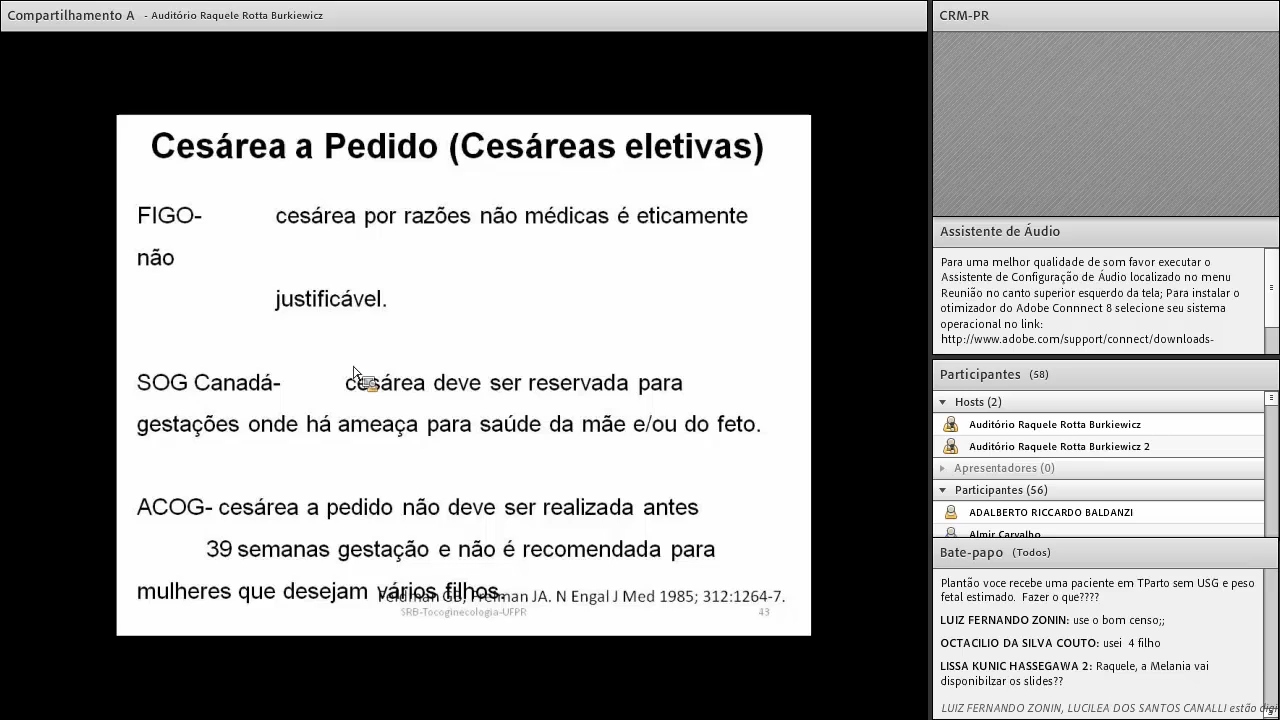 Compartilhamento A - Auditório Raquele Rotta Burkiewicz
Cesárea a Pedido (Cesáreas eletivas)
FIGO- cesárea por razões não médicas é eticamente
não
justificável.
SOG Canadá- cesárea deve ser reservada para
gestações onde há ameaça para saúde da mãe e/ou do feto.
ACOG- cesárea a pedido não deve ser realizada antes
39 semanas gestação e não é recomendada para
mulheres que desejam vários filhos.
Feldman GB, Freiman JA. N Engal J Med 1985; 312:1264-7.
SRB-Tocoginecologia-UFPR 43
CRM-PR
Assistente de Áudio
Para uma melhor qualidade de som favor executar o
Assistente de Configuração de Áudio localizado no menu
Reunião no canto superior esquerdo da tela; Para instalar o
otimizador do Adobe Connnect 8 selecione seu sistema
operacional no link:
http://www.adobe.com/support/connect/downloads-
Participantes (58)
Hosts (2)
Auditório Raquele Rotta Burkiewicz
Auditório Raquele Rotta Burkiewicz 2
Apresentadores (0)
Participantes (56)
ADALBERTO RICCARDO BALDANZI
Almir Carvalho
Bate-papo (Todos)
Plantão voce recebe uma paciente em TParto sem USG e peso
fetal estimado. Fazer o que????
LUIZ FERNANDO ZONIN: use o bom censo;;
OCTACILIO DA SILVA COUTO: usei 4 filho
LISSA KUNIC HASSEGAWA 2: Raquele, a Melania vai
disponibilzar os slides??
LUIZ FERNANDO ZONIN, LUCILEA DOS SANTOS CANALLI estão